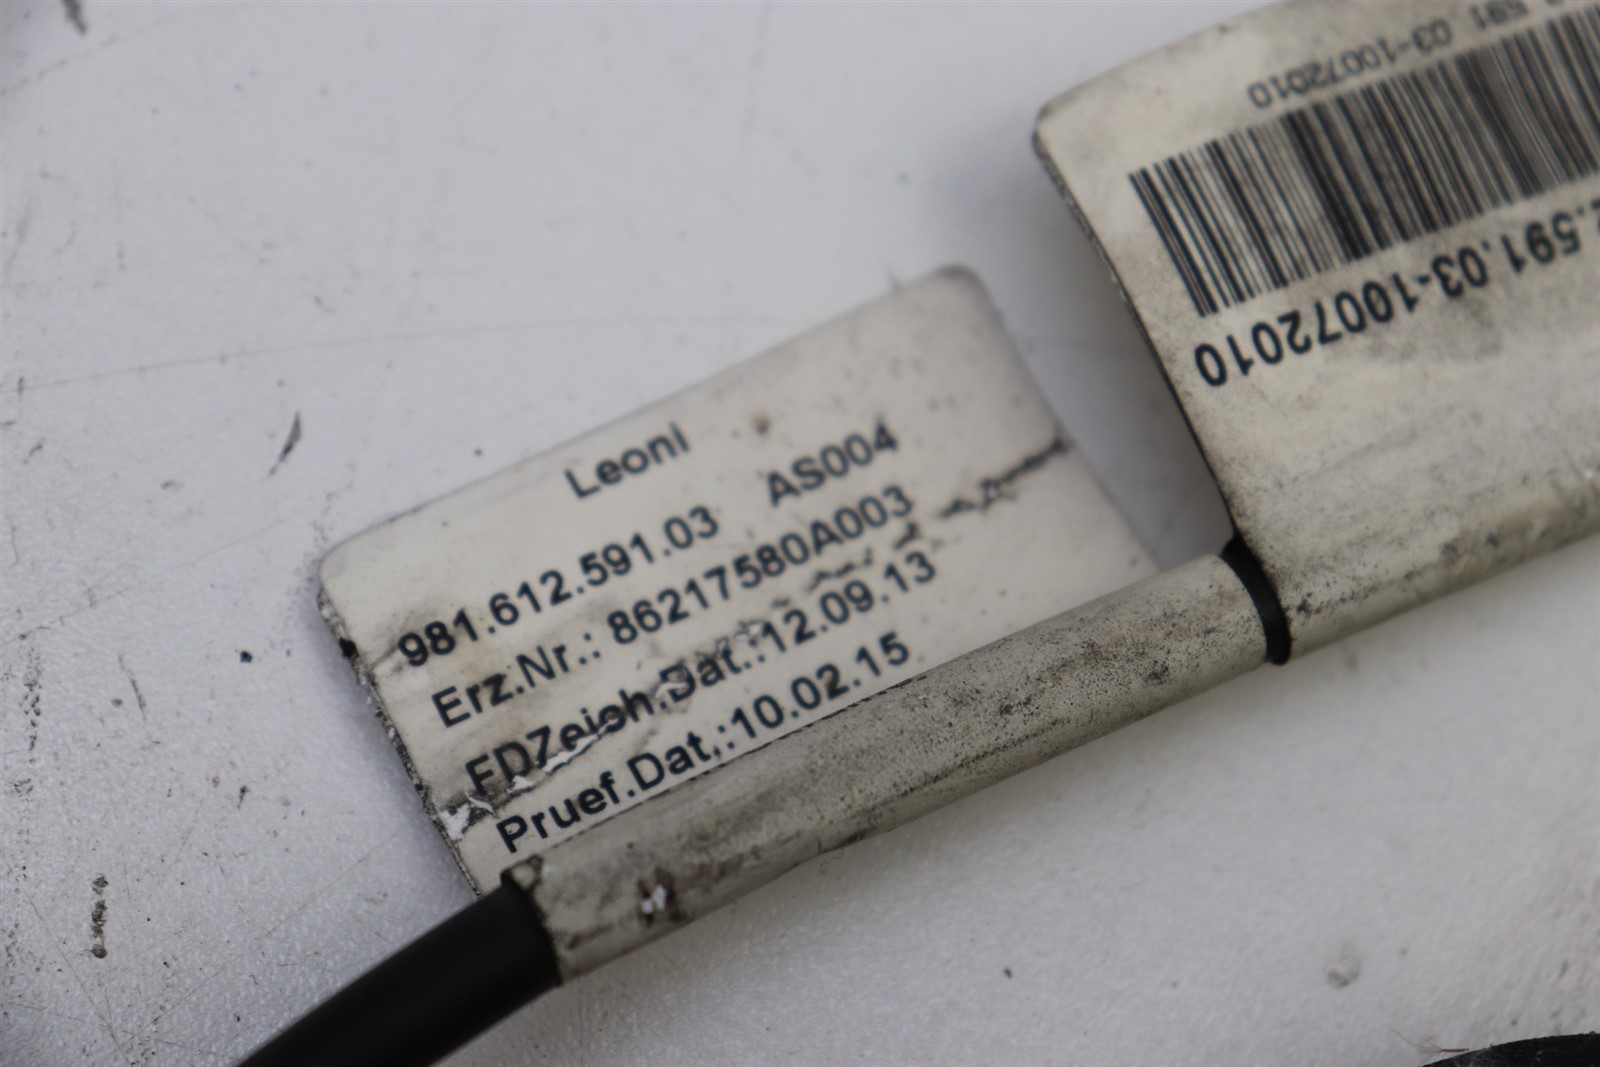 Leoni
981.612.591.03 AS004
Erz.Nr.: 86217580A003
FDZeich.Dat.:12.09.13
Pruef.Dat.:10.02.15
591 03-10072010
.591.03-10072010